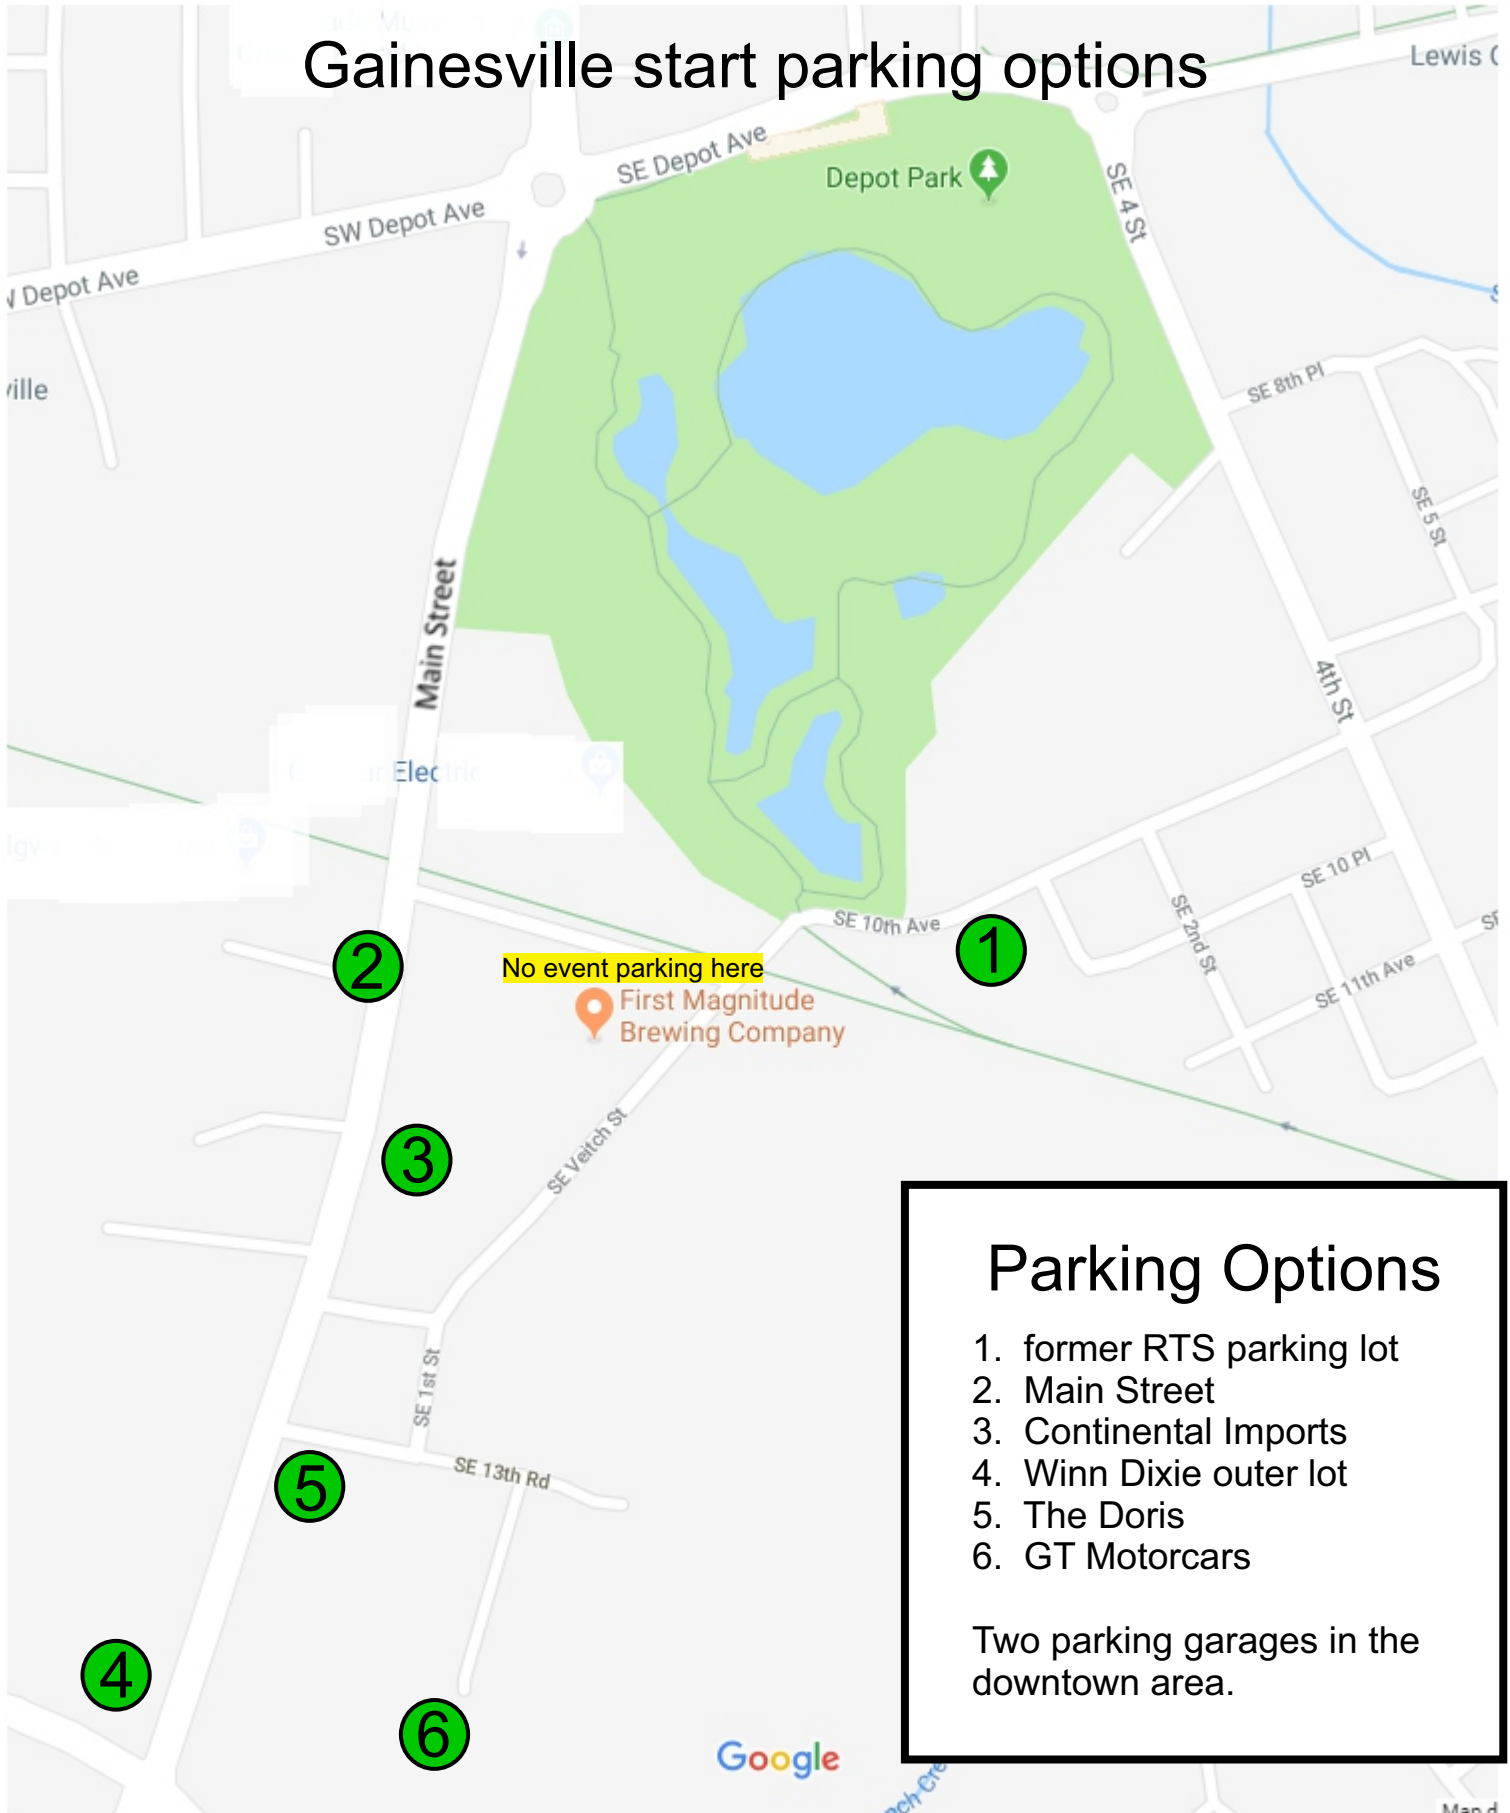 Gainesville start parking options
Lewis
SE Depot Ave
Depot Park
SE 4 St
SW Depot Ave
Depot Ave
SE 8th Pl
SE 5 St
Main Street
4th St
Electric
SE 10 Pl
SE 10th Ave
SE 2nd St
1
2
No event parking here
First Magnitude
Brewing Company
SE 11th Ave
3
SE Veitch St
Parking Options
1. former RTS parking lot
2. Main Street
3. Continental Imports
4. Winn Dixie outer lot
5. The Doris
6. GT Motorcars
Two parking garages in the
downtown area.
SE 1st St
SE 13th Rd
5
4
6
Google